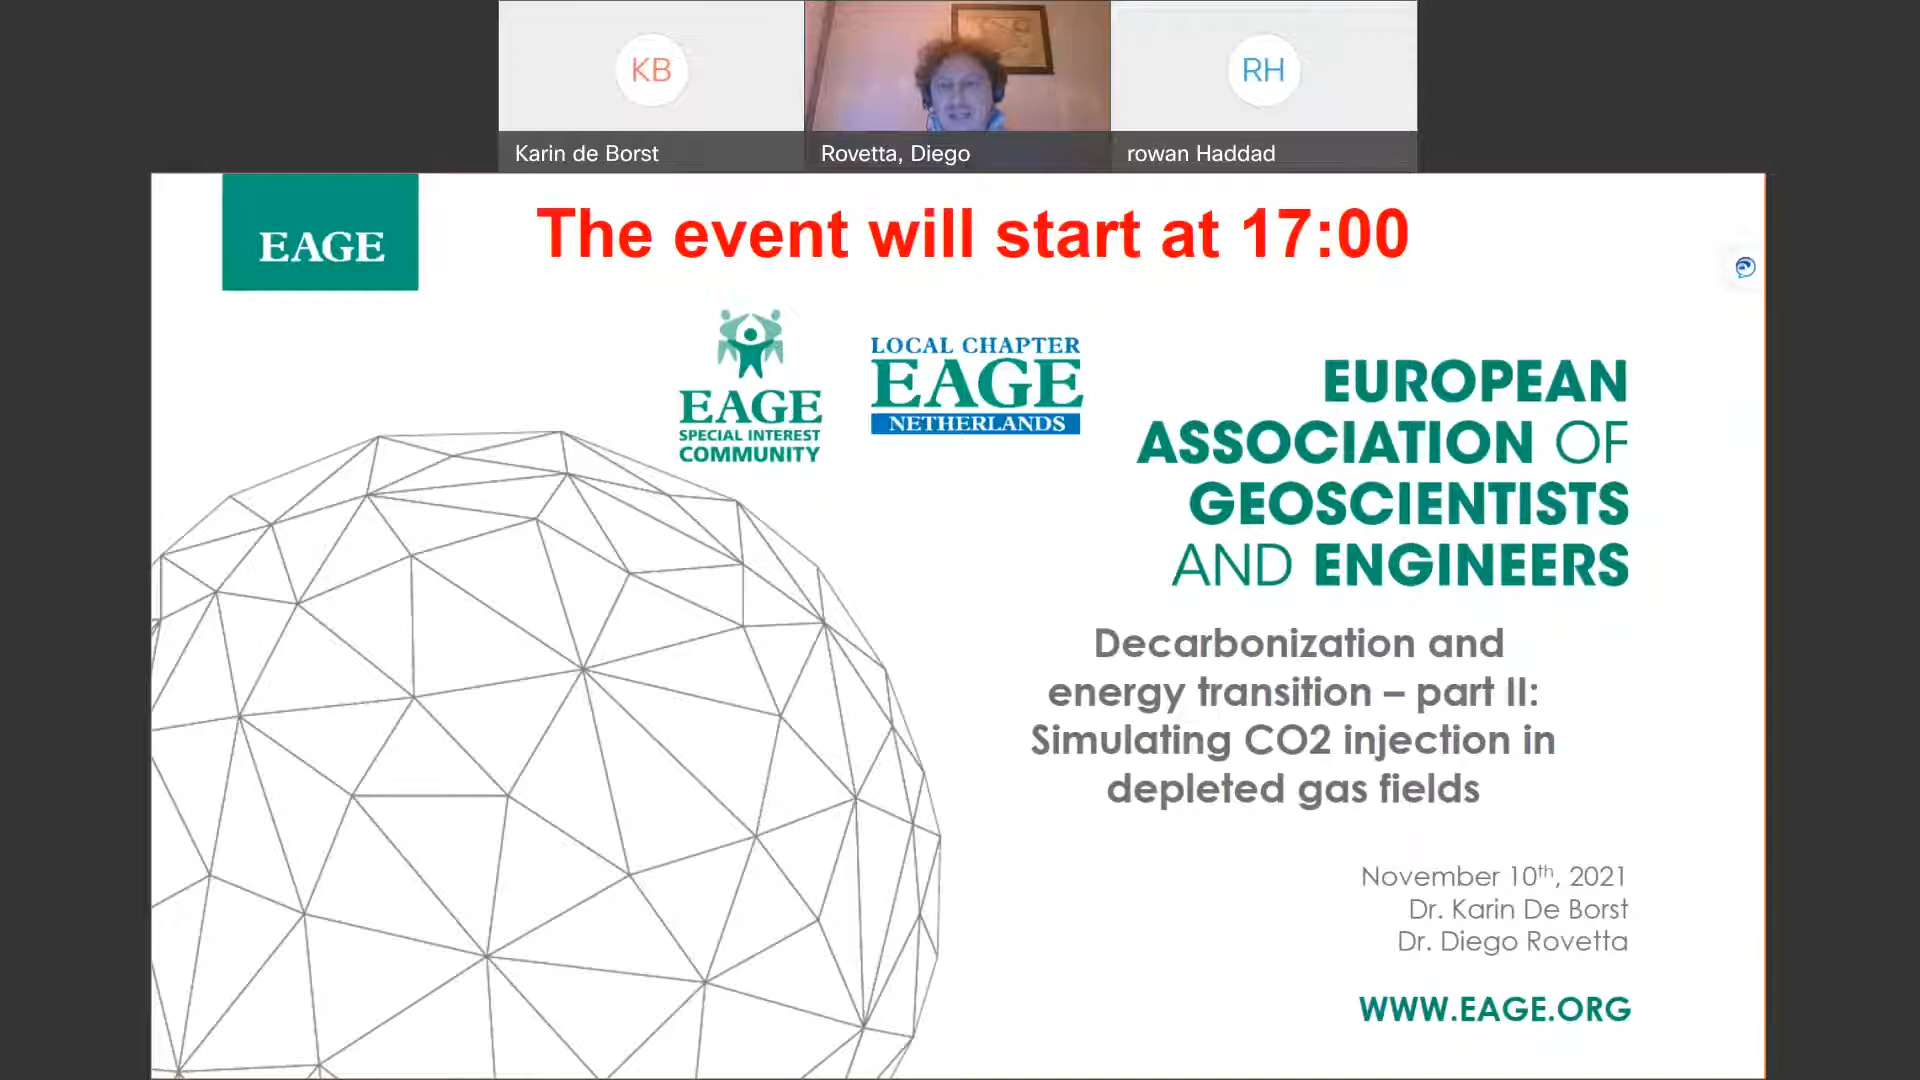 KB
RH
Karin de Borst
Rovetta, Diego
rowan Haddad
EAGE
The event will start at 17:00
EAGE
SPECIAL INTEREST
COMMUNITY
LOCAL CHAPTER
EAGE
NETHERLANDS
EUROPEAN
ASSOCIATION OF
GEOSCIENTISTS
AND ENGINEERS
Decarbonization and
energy transition – part II:
Simulating CO2 injection in
depleted gas fields
November 10th, 2021
Dr. Karin De Borst
Dr. Diego Rovetta
WWW.EAGE.ORG